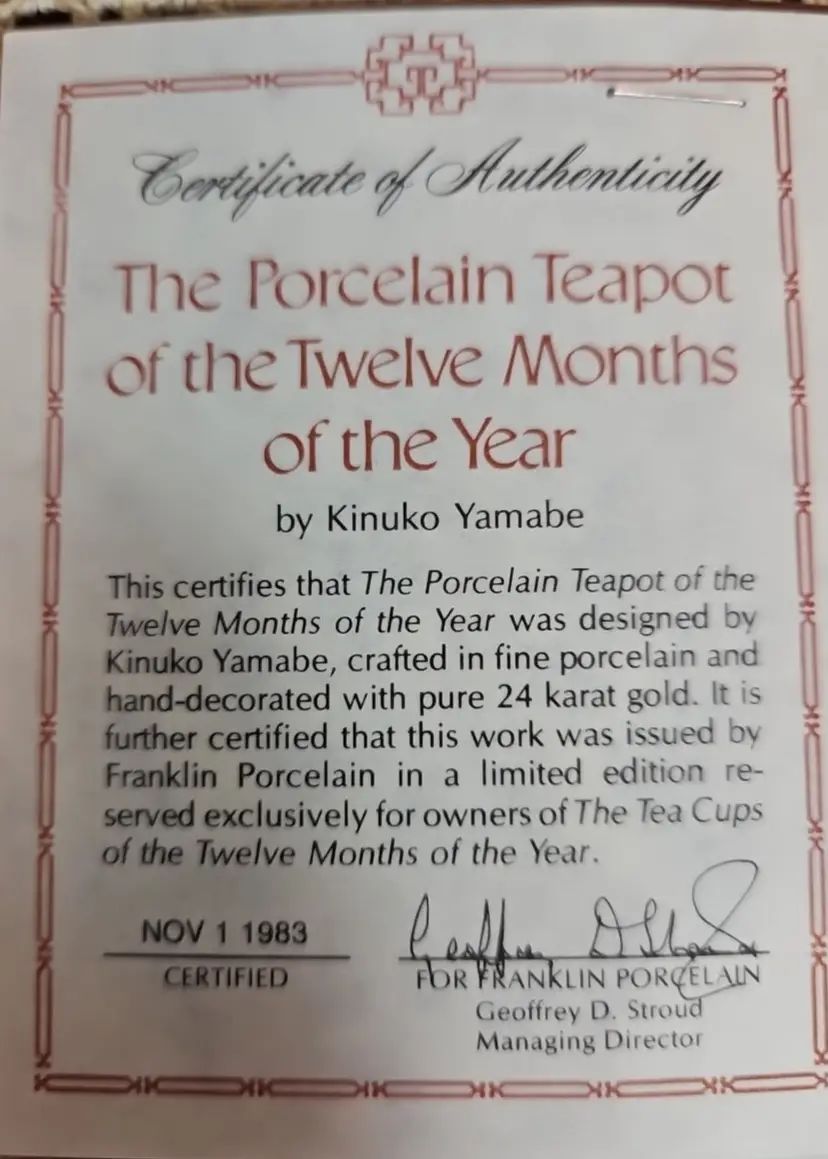 Certificate of Authenticity
The Porcelain Teapot
of the Twelve Months
of the Year
by Kinuko Yamabe
This certifies that The Porcelain Teapot of the
Twelve Months of the Year was designed by
Kinuko Yamabe, crafted in fine porcelain and
hand-decorated with pure 24 karat gold. It is
further certified that this work was issued by
Franklin Porcelain in a limited edition re-
served exclusively for owners of The Tea Cups
of the Twelve Months of the Year.
NOV 1 1983
CERTIFIED
Geoffrey D Stroud
FOR FRANKLIN PORCELAIN
Geoffrey D. Stroud
Managing Director